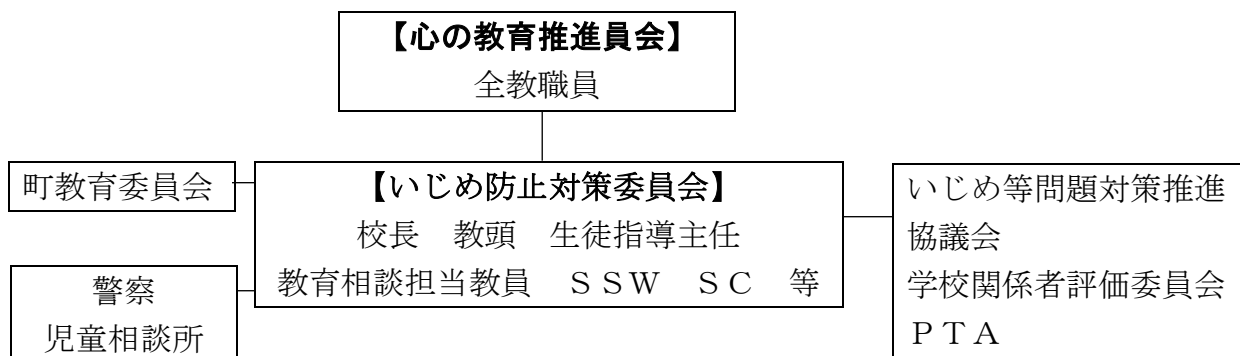 【心の教育推進員会】
全教職員
町教育委員会
【いじめ防止対策委員会】
校長　教頭　生徒指導主任
教育相談担当教員　ＳＳＷ　ＳＣ　等
警察
児童相談所
いじめ等問題対策推進
協議会
学校関係者評価委員会
ＰＴＡ